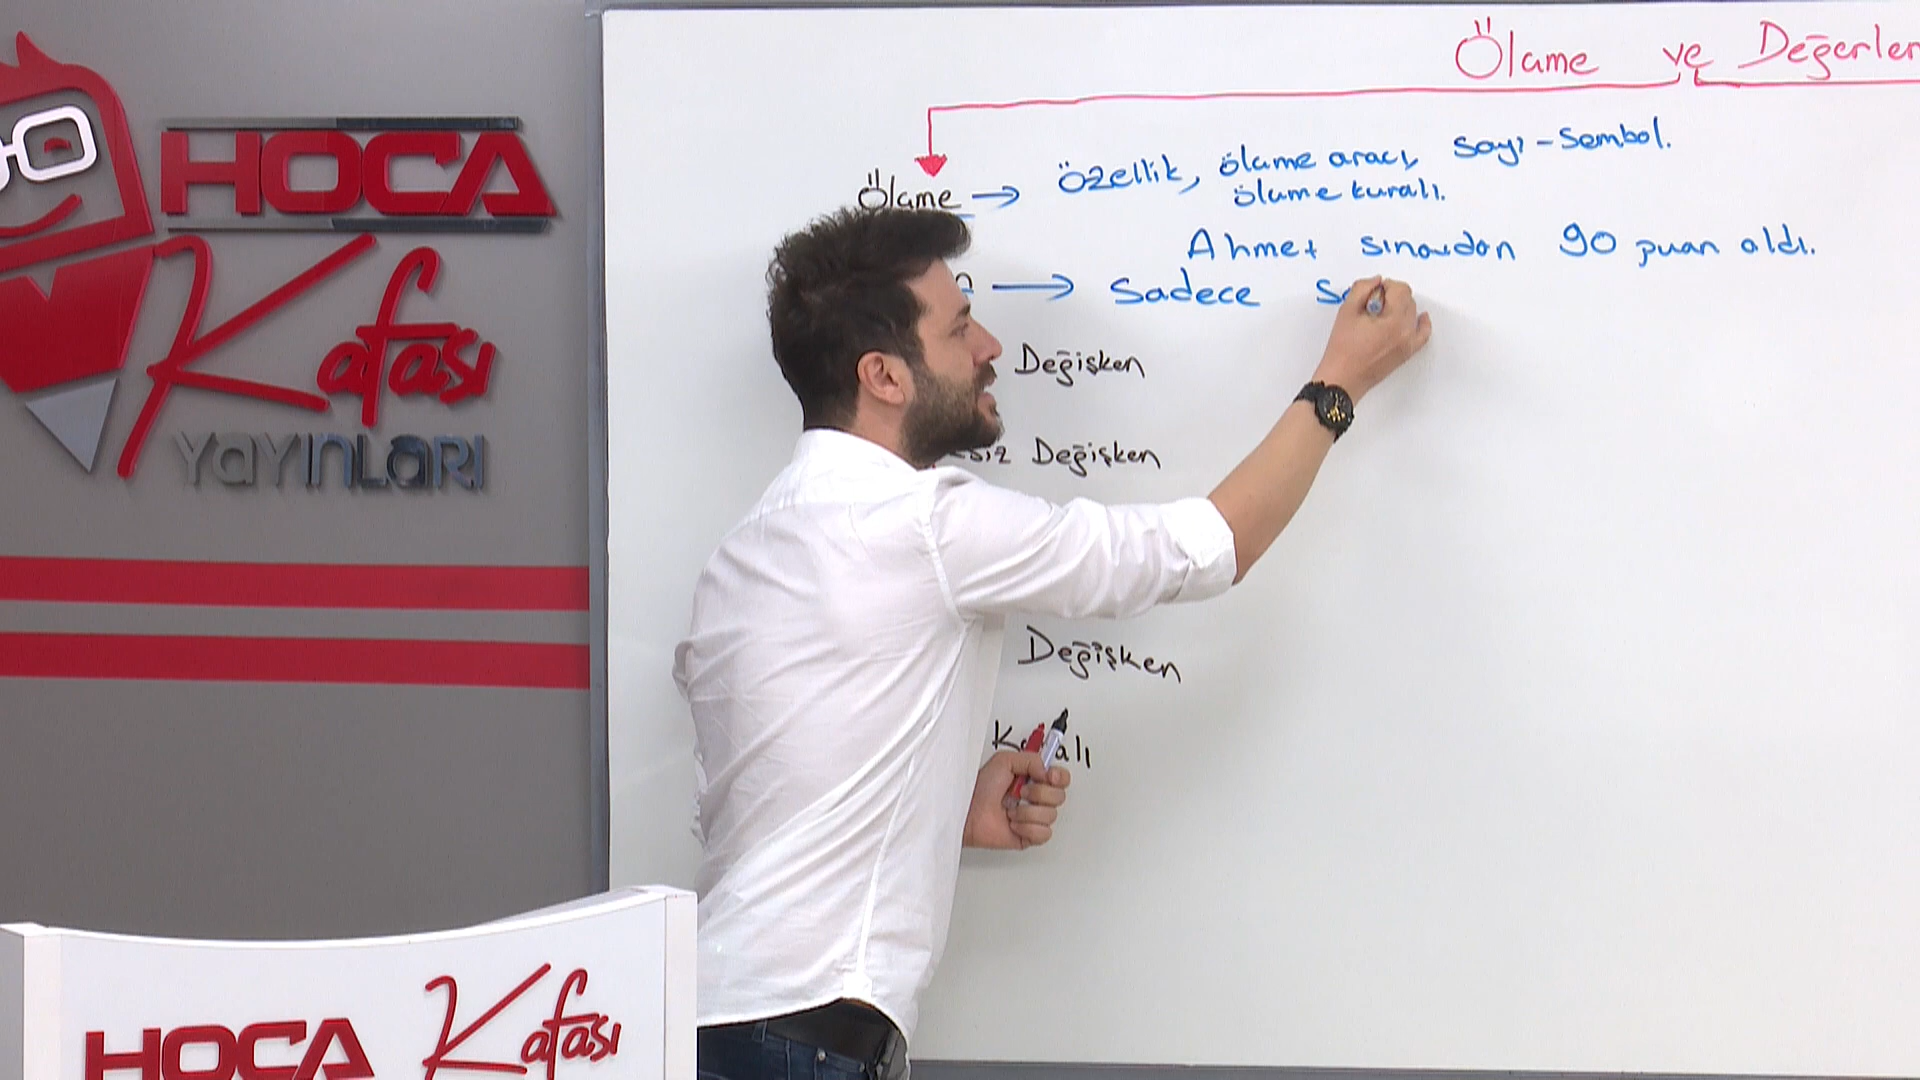 HOCA
Kafası
YAYINLARI
Ölçme ve Değerlen
Ölçme → özellik, ölçme aracı, sayı - sembol.
ölçme kuralı.
Ahmet sınavdan 90 puan aldı.
→ Sadece
Değişken
siz Değişken
Değişken
HOCA Kafası